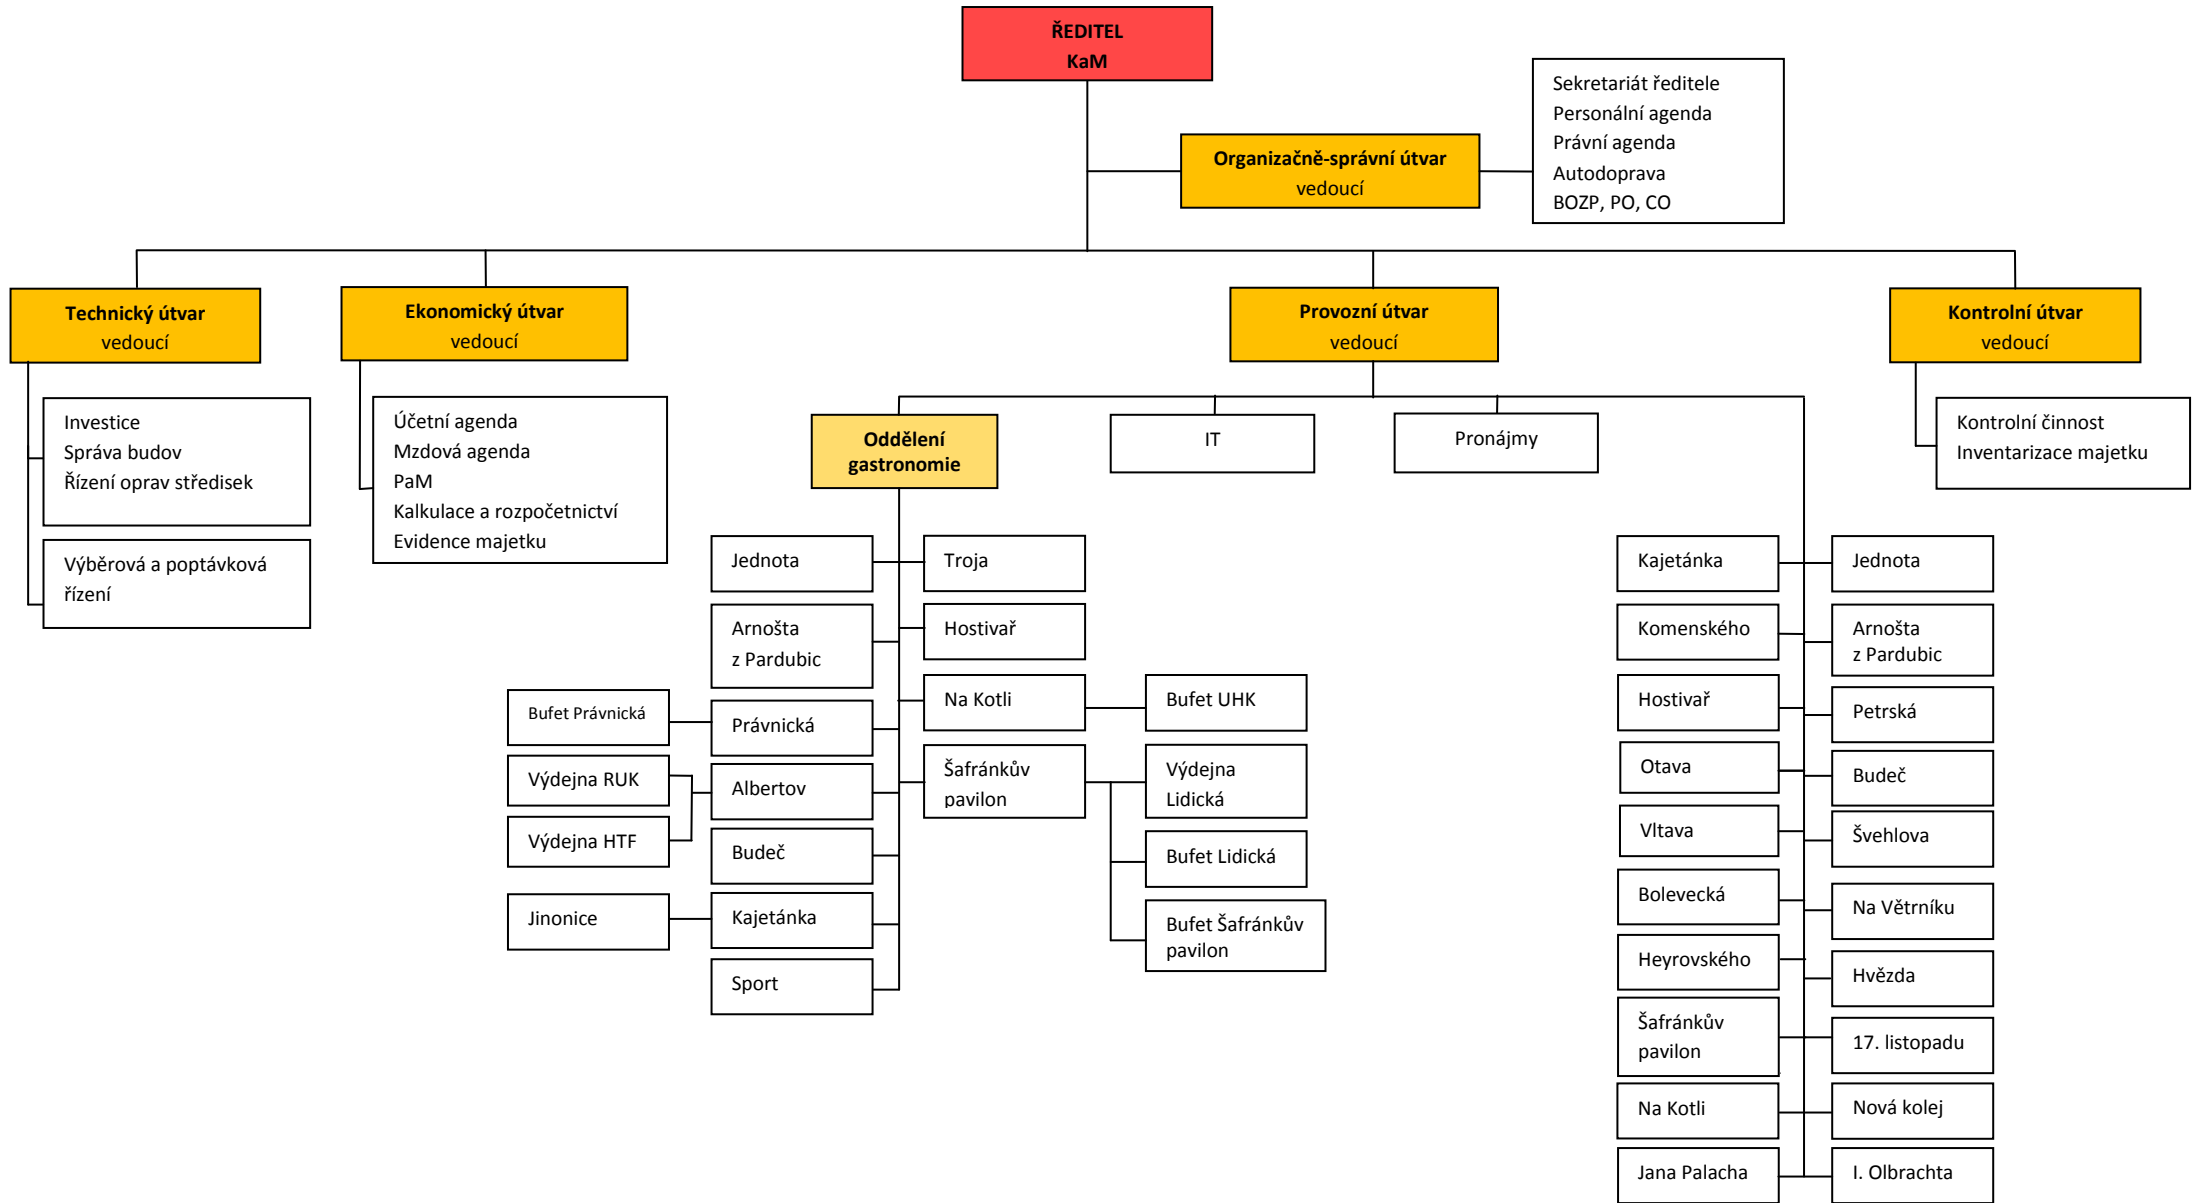 ŘEDITEL
KaM
Sekretariát ředitele
Personální agenda
Právní agenda
Autodoprava
BOZP, PO, CO
Organizačně-správní útvar
vedoucí
Technický útvar
vedoucí
Ekonomický útvar
vedoucí
Provozní útvar
vedoucí
Kontrolní útvar
vedoucí
Investice
Správa budov
Řízení oprav středisek
Výběrová a poptávková
řízení
Účetní agenda
Mzdová agenda
PaM
Kalkulace a rozpočetnictví
Evidence majetku
Oddělení
gastronomie
IT
Pronájmy
Kontrolní činnost
Inventarizace majetku
Jednota
Troja
Arnošta
z Pardubic
Hostivař
Bufet Právnická
Právnická
Na Kotli
Bufet UHK
Výdejna RUK
Výdejna HTF
Albertov
Šafránkův
pavilon
Výdejna
Lidická
Budeč
Bufet Lidická
Jinonice
Kajetánka
Bufet Šafránkův
pavilon
Sport
Kajetánka
Jednota
Komenského
Arnošta
z Pardubic
Hostivař
Petrská
Otava
Budeč
Vltava
Švehlova
Bolevecká
Na Větrníku
Heyrovského
Hvězda
Šafránkův
pavilon
17. listopadu
Na Kotli
Nová kolej
Jana Palacha
I. Olbrachta